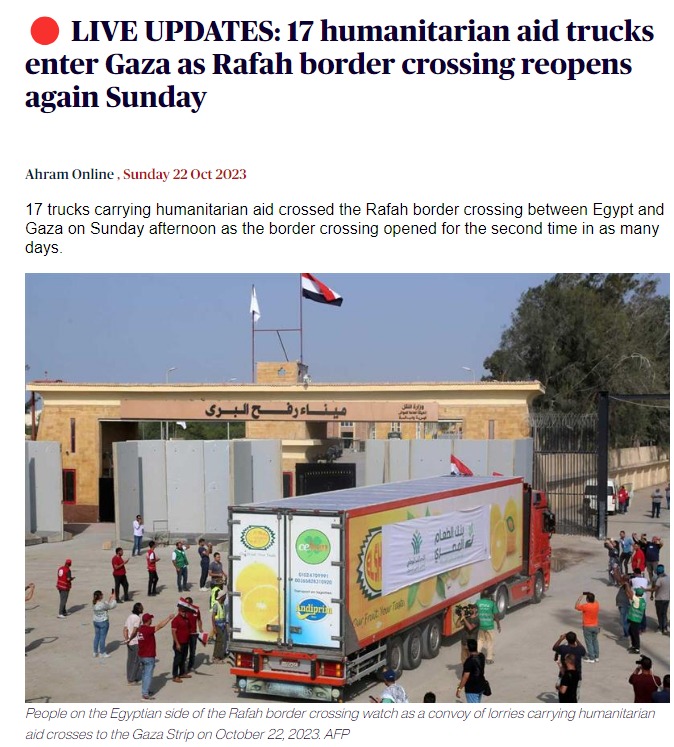 LIVE UPDATES: 17 humanitarian aid trucks
enter Gaza as Rafah border crossing reopens
again Sunday
Ahram Online , Sunday 22 Oct 2023
17 trucks carrying humanitarian aid crossed the Rafah border crossing between Egypt and
Gaza on Sunday afternoon as the border crossing opened for the second time in as many
days.
ميناء رفح البرى
وزارة النقل
بنك الطعام
المصري
Andiprim
People on the Egyptian side of the Rafah border crossing watch as a convoy of lorries carrying humanitarian
aid crosses to the Gaza Strip on October 22, 2023. AFP